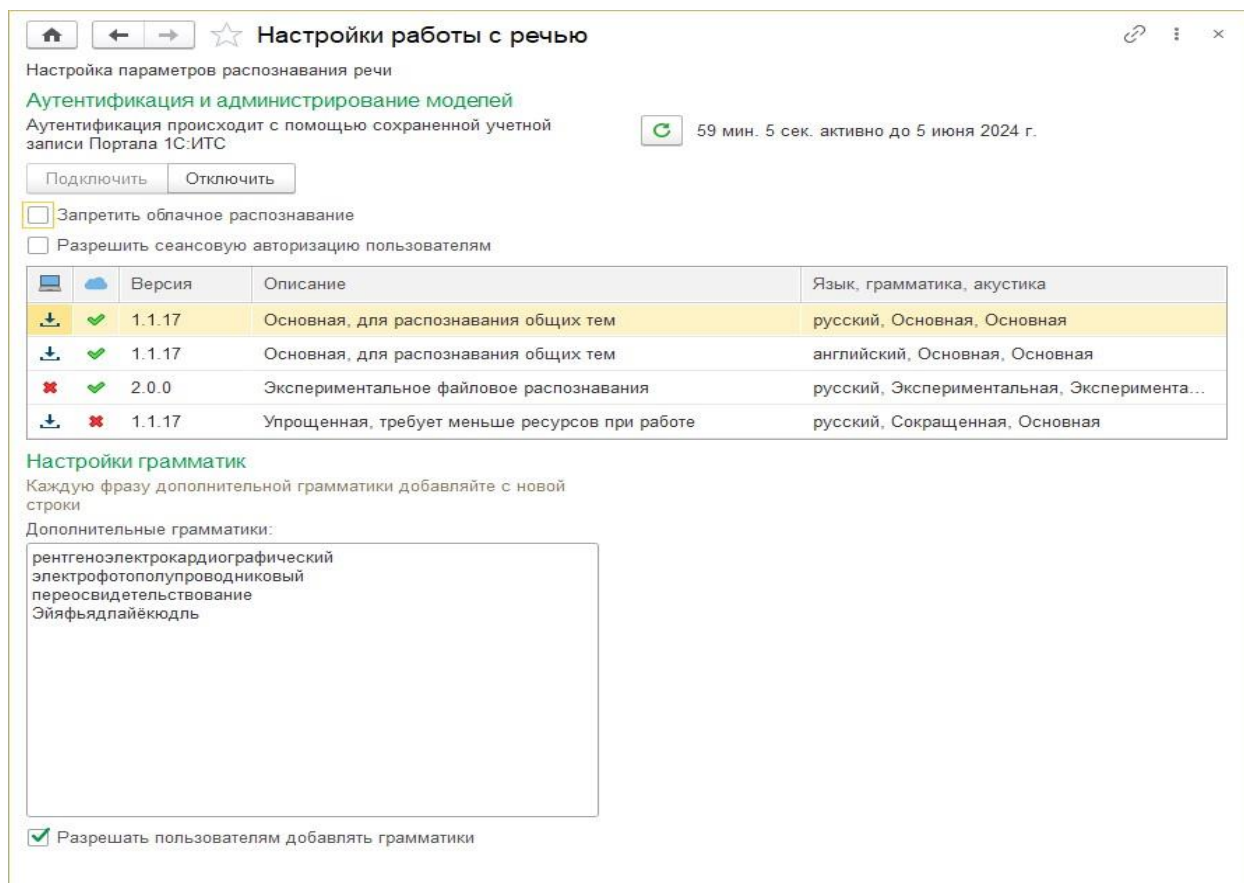 Настройки работы с речью
Настройка параметров распознавания речи
Аутентификация и администрирование моделей
Аутентификация происходит с помощью сохраненной учетной
записи Портала 1С:ИТС
59 мин. 5 сек. активно до 5 июня 2024 г.
Подключить Отключить
Запретить облачное распознавание
Разрешить сеансовую авторизацию пользователям
Версия Описание Язык, грамматика, акустика
1.1.17 Основная, для распознавания общих тем русский, Основная, Основная
1.1.17 Основная, для распознавания общих тем английский, Основная, Основная
2.0.0 Экспериментальное файловое распознавания русский, Экспериментальная, Эксперимента...
1.1.17 Упрощенная, требует меньше ресурсов при работе русский, Сокращенная, Основная
Настройки грамматик
Каждую фразу дополнительной грамматики добавляйте с новой
строки
Дополнительные грамматики:
рентгеноэлектрокардиографический
электрофотополупроводниковый
переосвидетельствование
Эйяфьядлайёкюдль
Разрешать пользователям добавлять грамматики